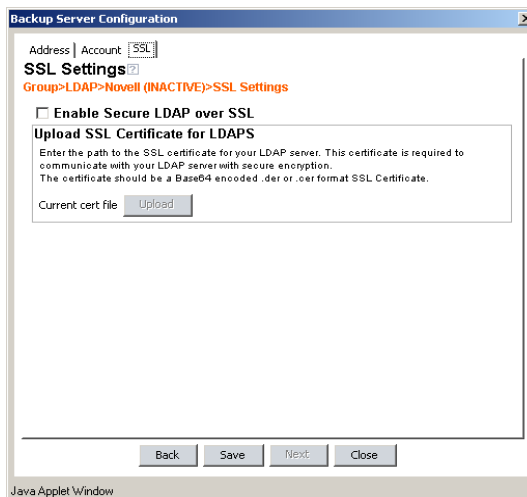 Backup Server Configuration
Address Account SSL
SSL Settings?
Group>LDAP>Novell (INACTIVE)>SSL Settings
Enable Secure LDAP over SSL
Upload SSL Certificate for LDAPS
Enter the path to the SSL certificate for your LDAP server. This certificate is required to
communicate with your LDAP server with secure encryption.
The certificate should be a Base64 encoded .der or .cer format SSL Certificate.
Current cert file Upload
Back Save Next Close
Java Applet Window